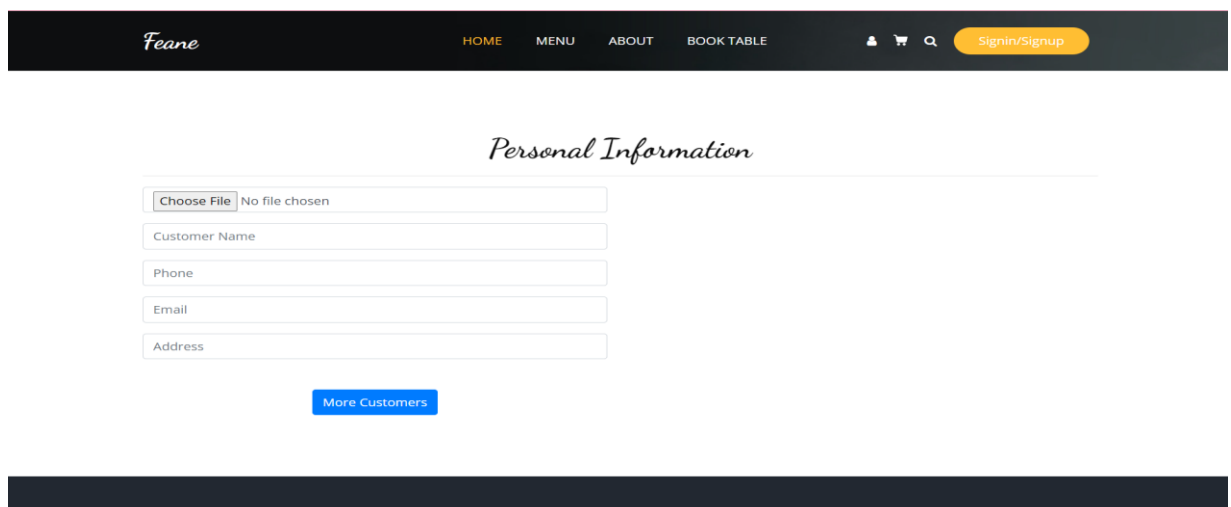 Feane HOME MENU ABOUT BOOK TABLE Signin/Signup
Personal Information
Choose File No file chosen
Customer Name
Phone
Email
Address
More Customers